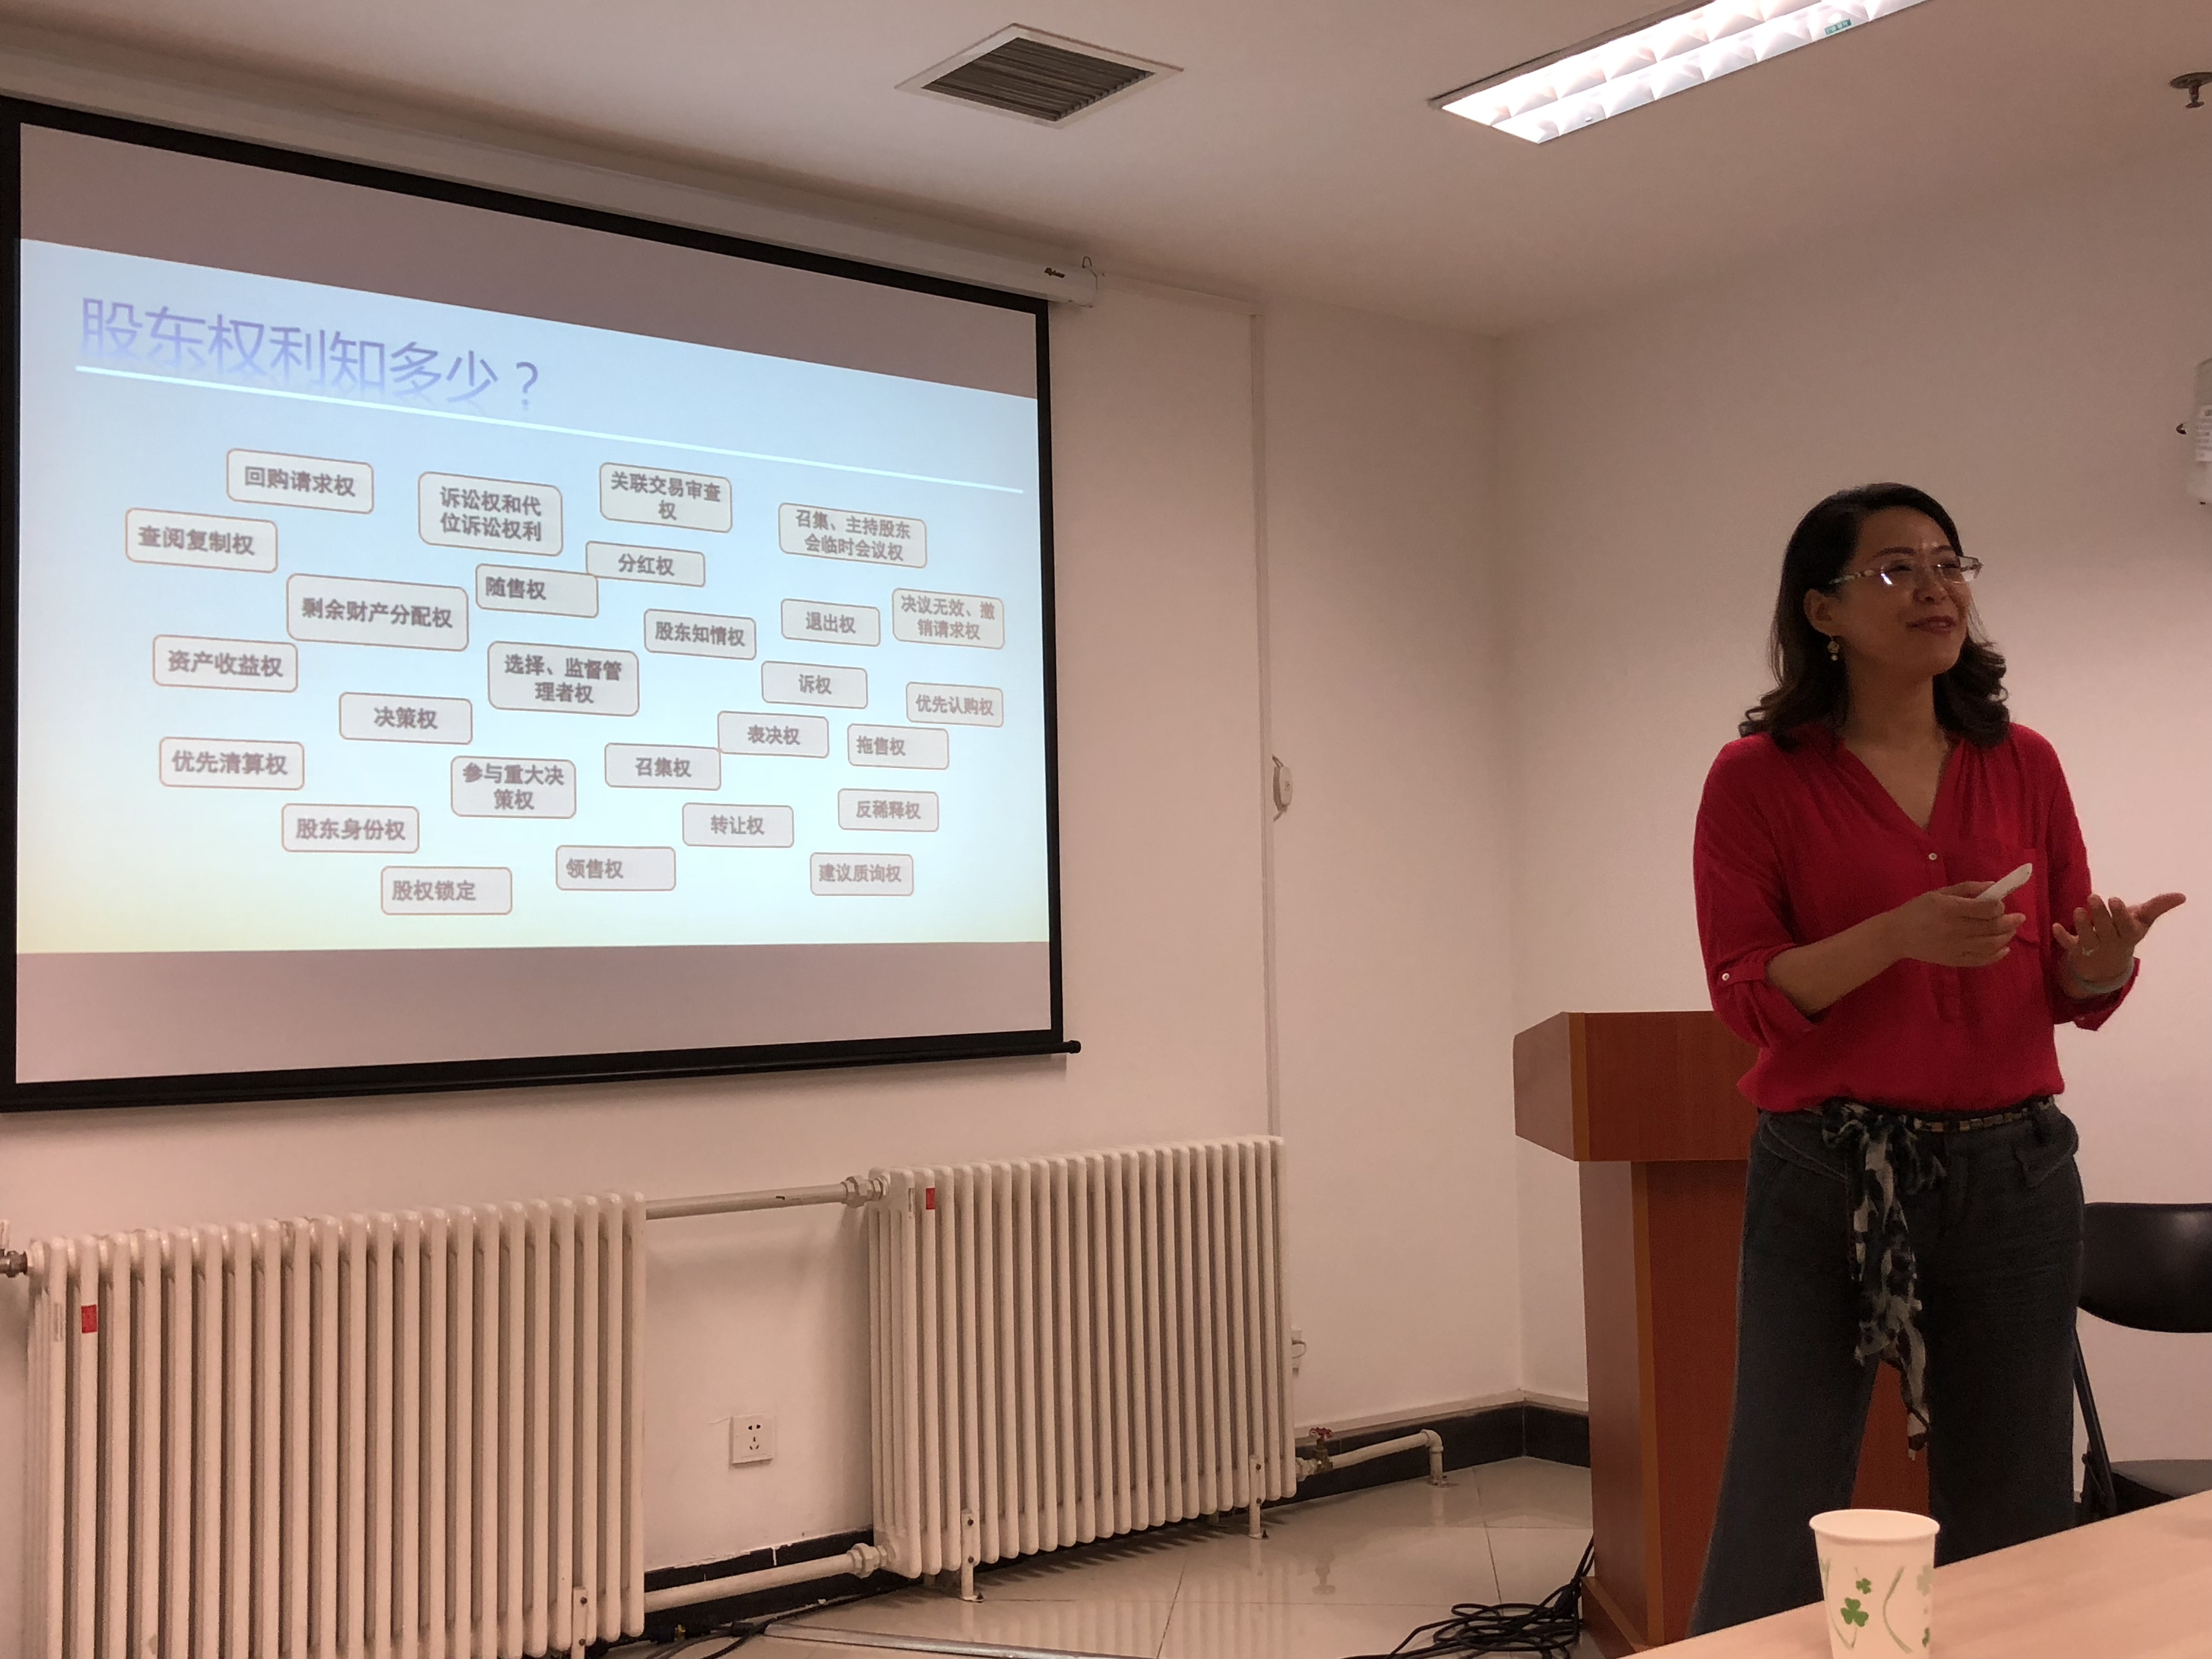 股东权利知多少？
回购请求权
诉讼权和代
位诉讼权利
关联交易审查
权
召集、主持股东
会临时会议权
查阅复制权
分红权
随售权
剩余财产分配权
股东知情权
退出权
决议无效、撤
销请求权
资产收益权
选择、监督管
理者权
诉权
优先认购权
决策权
表决权
拖售权
优先清算权
参与重大决
策权
召集权
股东身份权
转让权
反稀释权
领售权
建议质询权
股权锁定